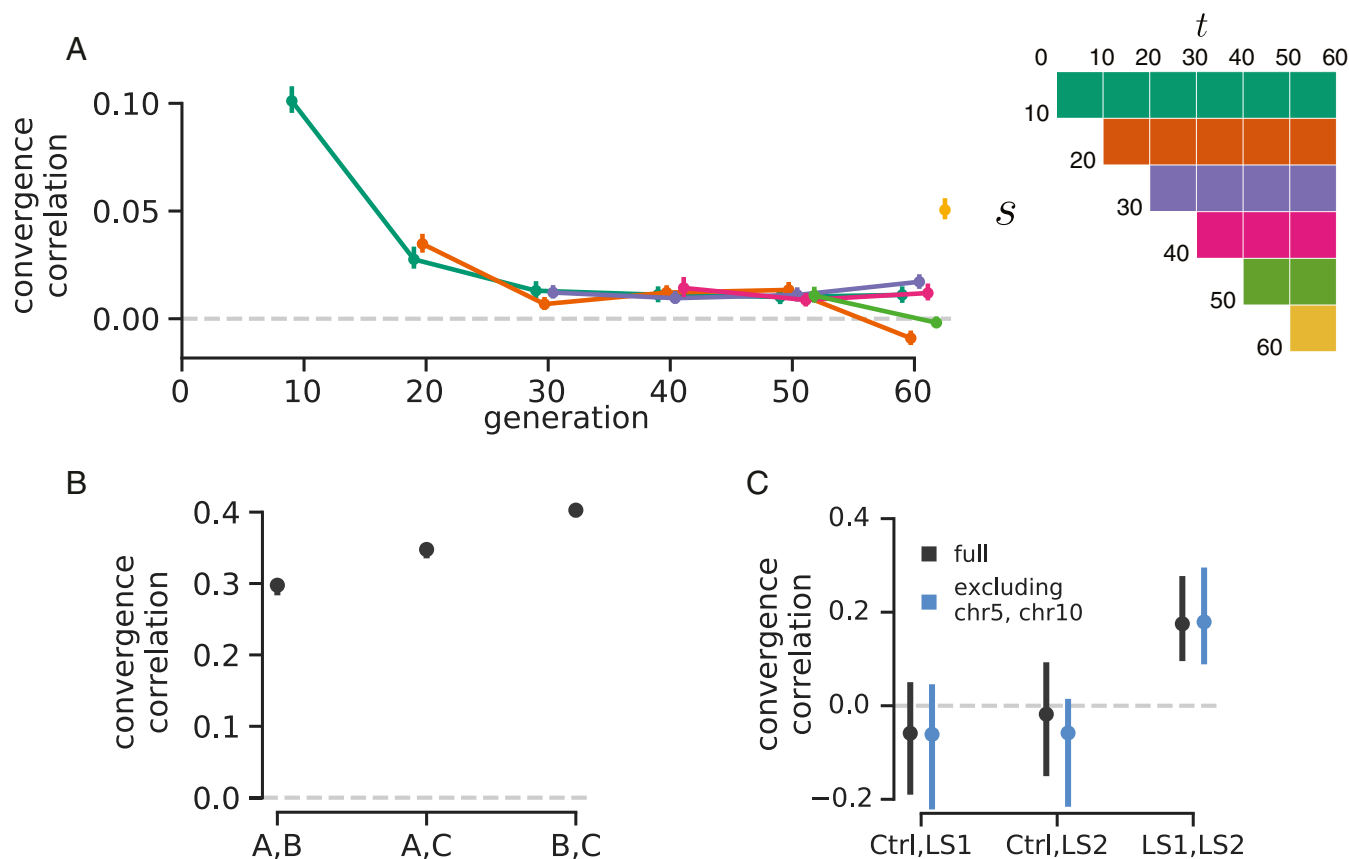 A
convergence
correlation
0.10
0.05
0.00
0 10 20 30 40 50 60
generation
t
0 10 20 30 40 50 60
s
10
20
30
40
50
60
B
convergence
correlation
0.4
0.3
0.2
0.1
0.0
A,B A,C B,C
C
convergence
correlation
0.4
0.2
0.0
−0.2
full
excluding
chr5, chr10
Ctrl,LS1 Ctrl,LS2 LS1,LS2